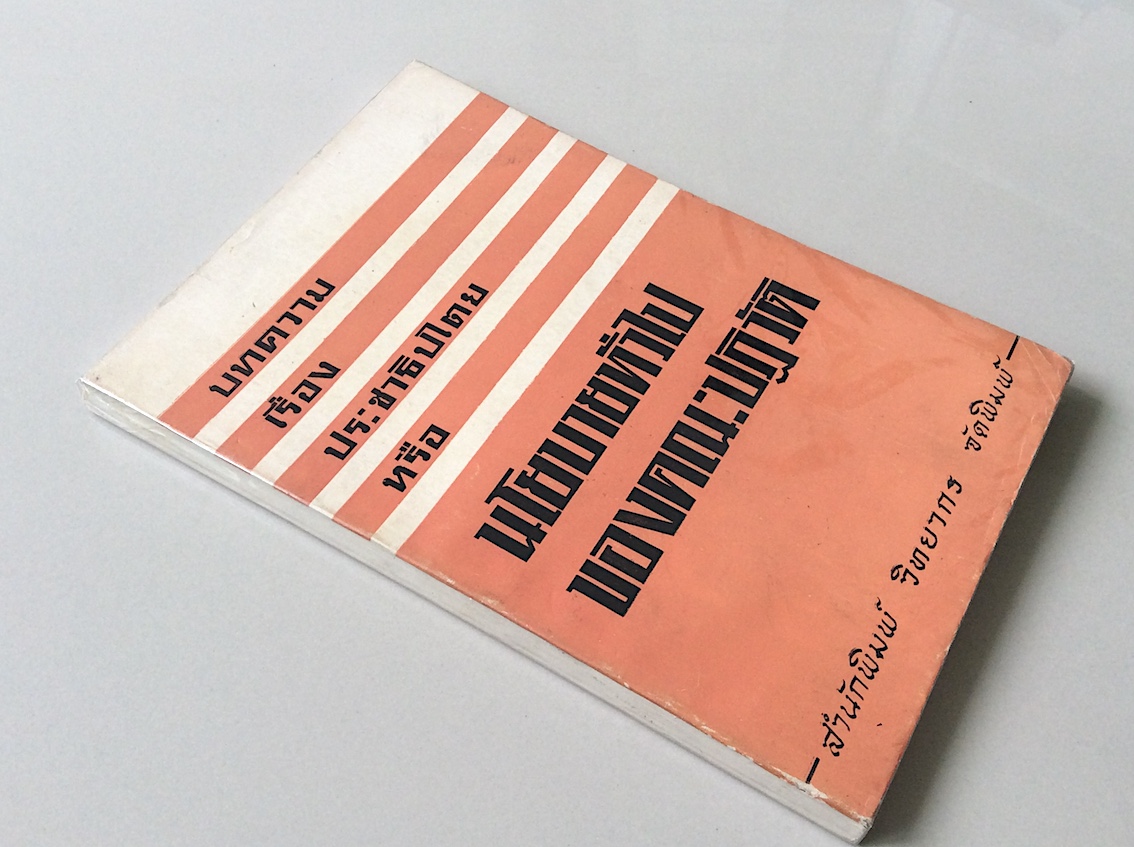 บทความ
เรื่อง
ประชาธิปไตย
หรือ
นโยบายทั่วไป
ของคณะปฏิวัติ
สำนักพิมพ์ วิทยากร จัดพิมพ์